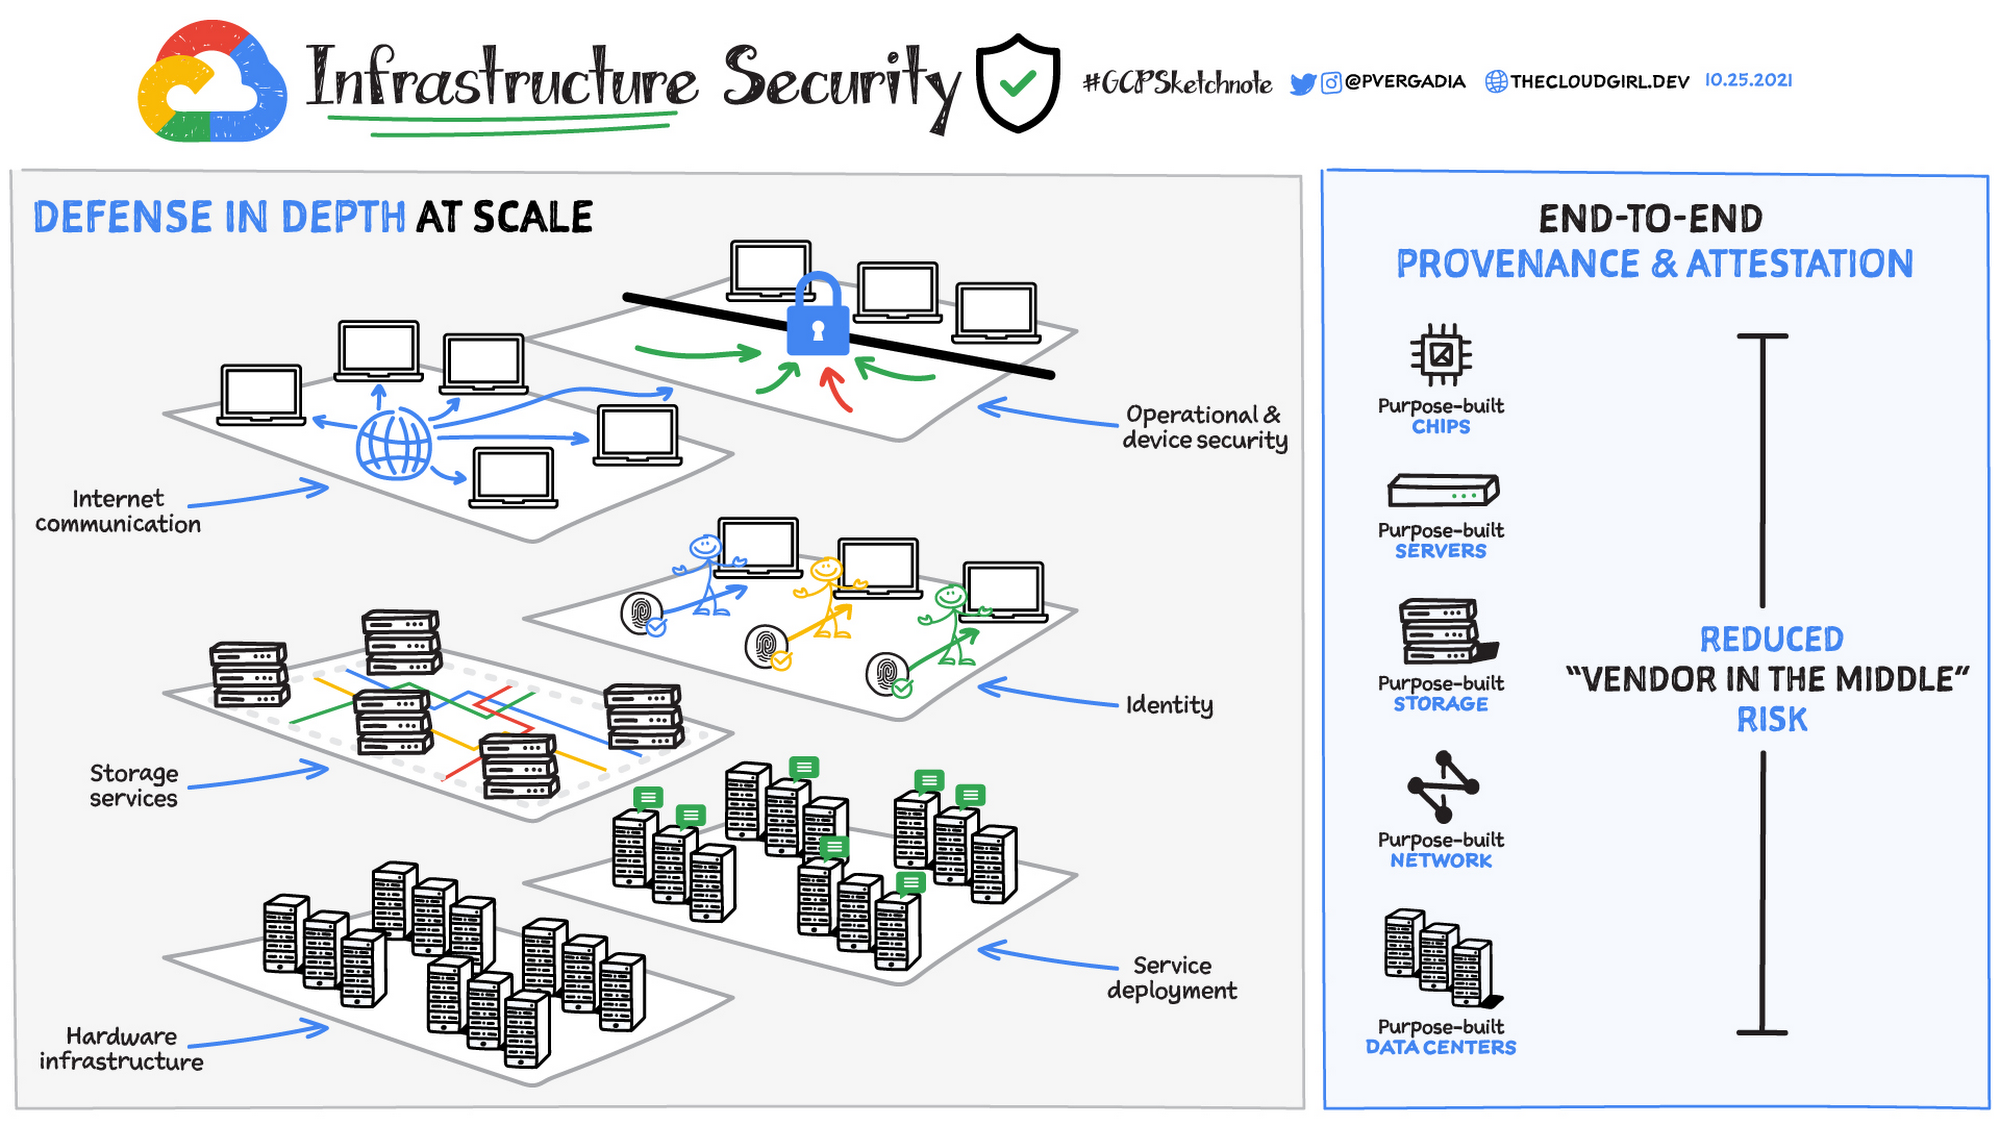 Infrastructure Security
#GCPSketchnote @PVERGADIA THECLOUDGIRL.DEV 10.25.2021
DEFENSE IN DEPTH AT SCALE
Operational &
device security
Internet
communication
Identity
Storage
services
Service
deployment
Hardware
infrastructure
END-TO-END
PROVENANCE & ATTESTATION
Purpose-built
CHIPS
Purpose-built
SERVERS
Purpose-built
STORAGE
Purpose-built
NETWORK
Purpose-built
DATA CENTERS
REDUCED
“VENDOR IN THE MIDDLE”
RISK